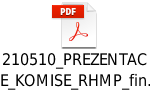 PDF
210510_PREZENTAC
E_KOMISE_RHMP_fin.